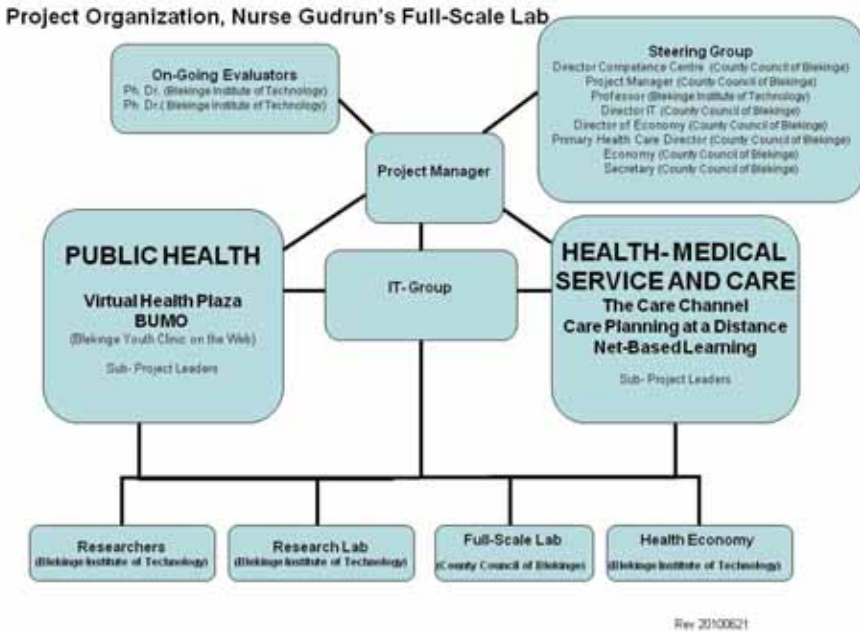 Project Organization, Nurse Gudrun's Full-Scale Lab
On-Going Evaluators
Ph. Dr. (Blekinge Institute of Technology)
Ph. Dr.( Blekinge Institute of Technology)
Steering Group
Director Competence Centre (County Council of Blekinge)
Project Manager (County Council of Blekinge)
Professor (Blekinge Institute of Technology)
Director IT (County Council of Blekinge)
Director of Economy (County Council of Blekinge)
Primary Health Care Director (County Council of Blekinge)
Economy (County Council of Blekinge)
Secretary (County Council of Blekinge)
Project Manager
PUBLIC HEALTH
Virtual Health Plaza
BUMO
(Blekinge Youth Clinic on the Web)
Sub- Project Leaders
IT- Group
HEALTH- MEDICAL
SERVICE AND CARE
The Care Channel
Care Planning at a Distance
Net-Based Learning
Sub- Project Leaders
Researchers
(Blekinge Institute of Technology)
Research Lab
(Blekinge Institute of Technology)
Full-Scale Lab
(County Council of Blekinge)
Health Economy
(Blekinge Institute of Technology)
Rev 20100621